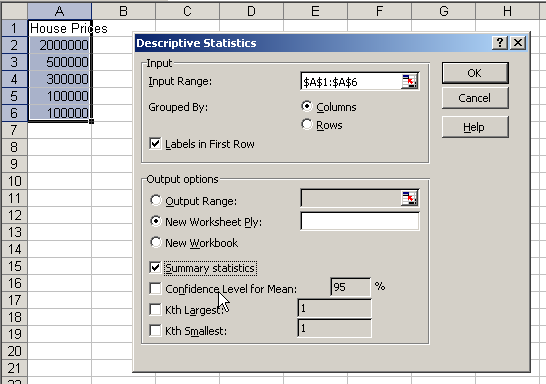 A B C D E F G H
1 House Prices
2 2000000
3 500000
4 300000
5 100000
6 100000
7
8
9
10
11
12
13
14
15
16
17
18
19
20
21
22
Descriptive Statistics ? ×
Input
Input Range: $A$1:$A$6
Grouped By: Columns
Rows
Labels in First Row
OK
Cancel
Help
Output options
Output Range:
New Worksheet Ply:
New Workbook
Summary statistics
Confidence Level for Mean: 95 %
Kth Largest: 1
Kth Smallest: 1